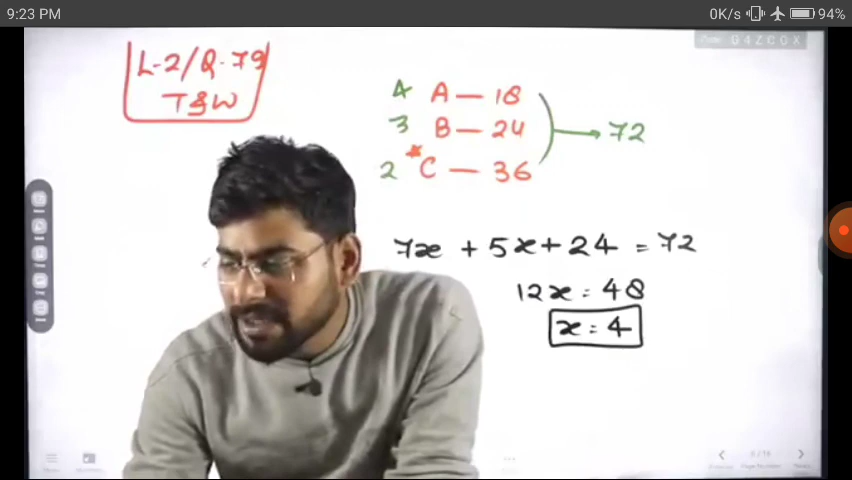 9:23 PM
0K/s 94%
L-2/Q-79
T&W
4 A — 18
3 B — 24
2 *C — 36
→ 72
7x + 5x + 24 = 72
12x = 48
x = 4